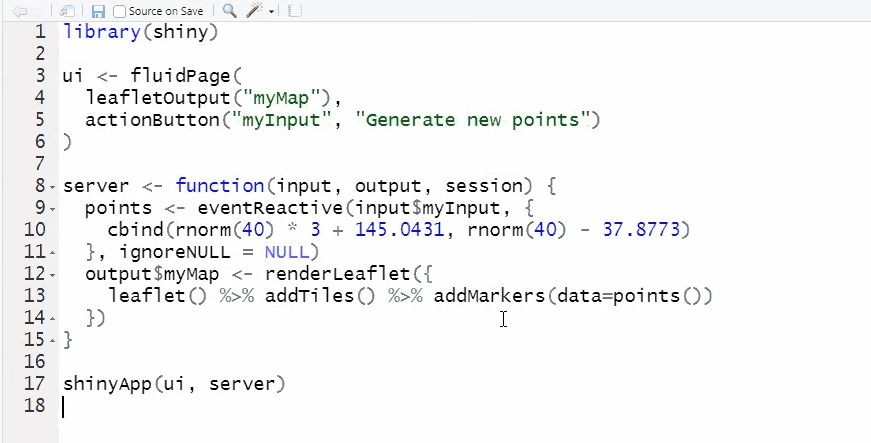 Source on Save
1 library(shiny)
2
3 ui <- fluidPage(
4   leafletOutput("myMap"),
5   actionButton("myInput", "Generate new points")
6 )
7
8 server <- function(input, output, session) {
9   points <- eventReactive(input$myInput, {
10     cbind(rnorm(40) * 3 + 145.0431, rnorm(40) - 37.8773)
11   }, ignoreNULL = NULL)
12   output$myMap <- renderLeaflet({
13     leaflet() %>% addTiles() %>% addMarkers(data=points())
14   })
15 }
16
17 shinyApp(ui, server)
18